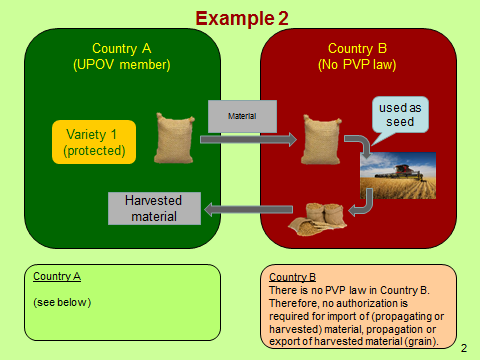 Example 2
Country A
(UPOV member)
Country B
(No PVP law)
Material
used as
seed
Variety 1
(protected)
Harvested
material
Country A
(see below)
Country B
There is no PVP law in Country B.
Therefore, no authorization is
required for import of (propagating or
harvested) material, propagation or
export of harvested material (grain).
2